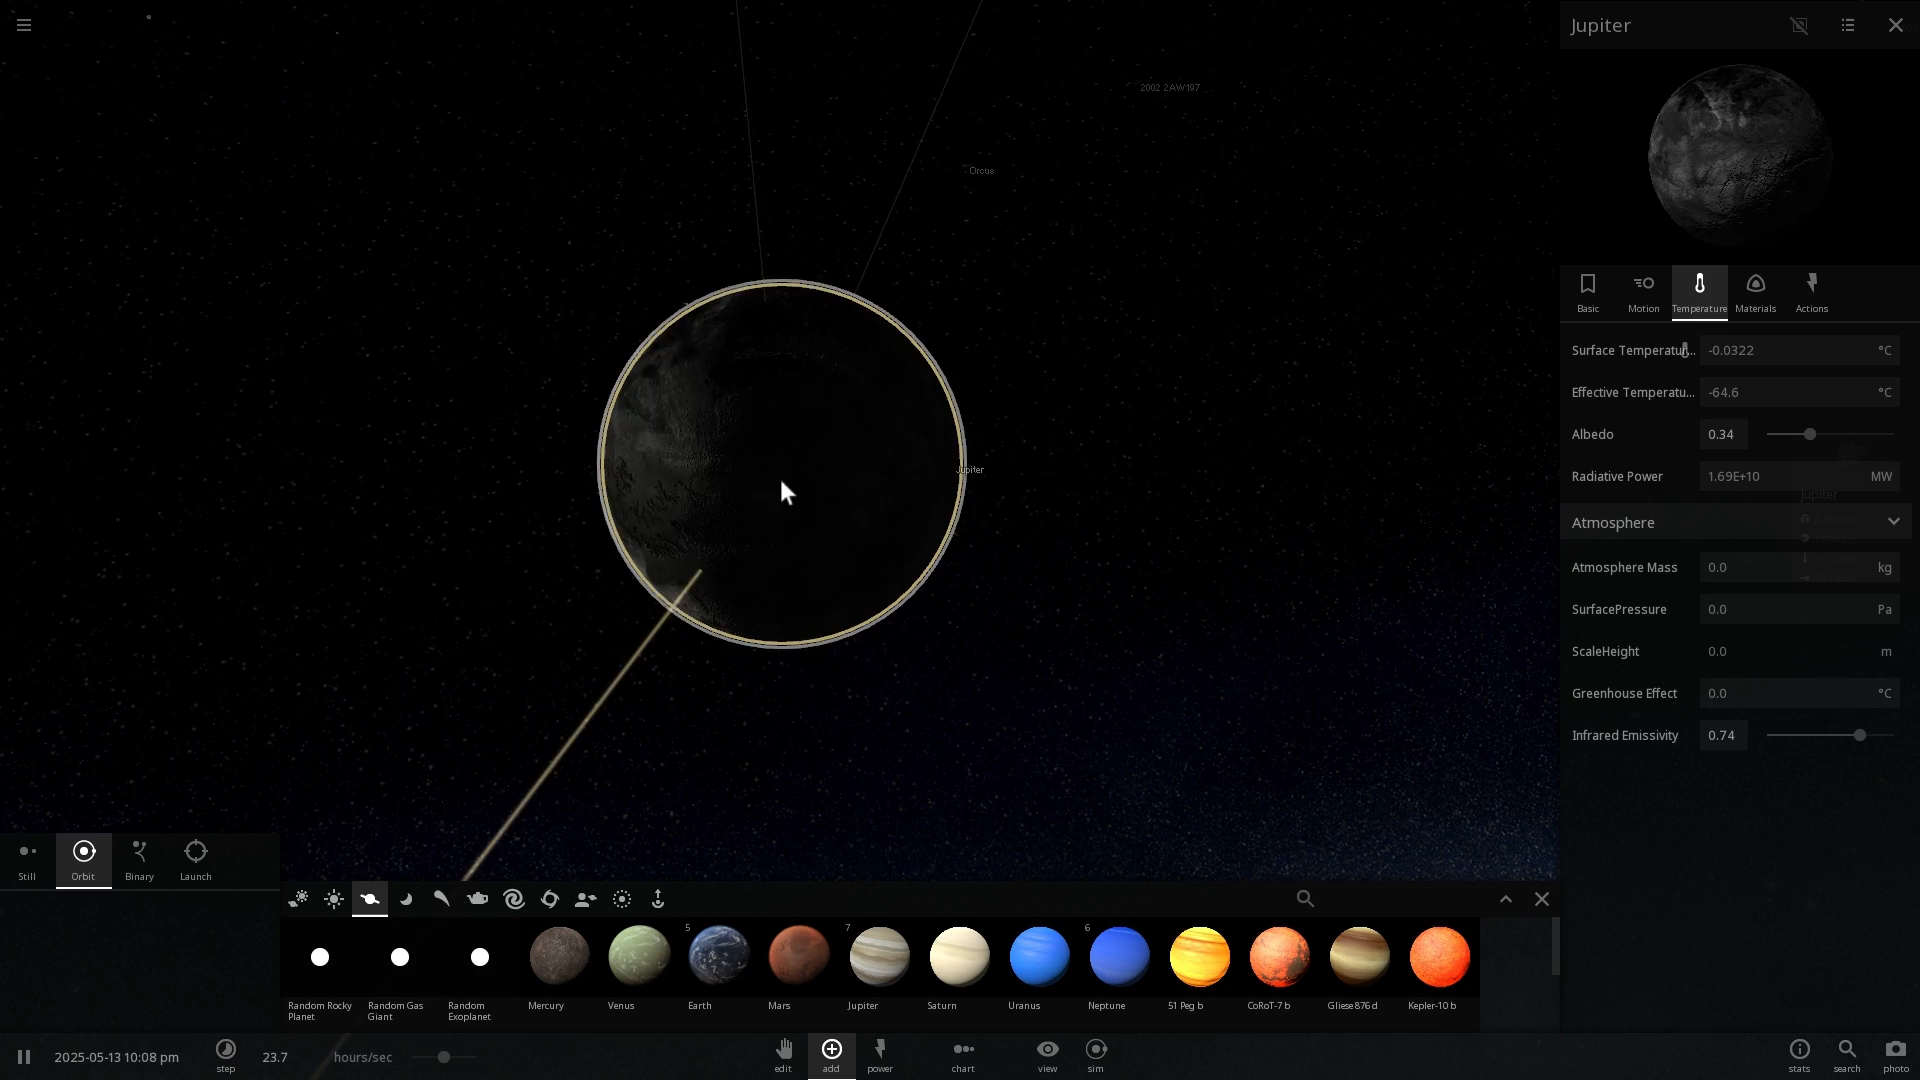 Jupiter
2002 2AW197
Orcus
Jupiter
Basic
Motion
Temperature
Materials
Actions
Surface Temperatur...
-0.0322
°C
Effective Temperatu...
-64.6
°C
Albedo
0.34
Radiative Power
1.69E+10
MW
Jupiter
Atmosphere
Atmosphere Mass
0.0
kg
SurfacePressure
0.0
Pa
ScaleHeight
0.0
m
Greenhouse Effect
0.0
°C
Infrared Emissivity
0.74
Still
Orbit
Binary
Launch
5
7
6
Random Rocky
Planet
Random Gas
Giant
Random
Exoplanet
Mercury
Venus
Earth
Mars
Jupiter
Saturn
Uranus
Neptune
51 Peg b
CoRoT-7 b
Gliese 876 d
Kepler-10 b
2025-05-13 10:08 pm
step
23.7
hours/sec
edit
add
power
chart
view
sim
stats
search
photo